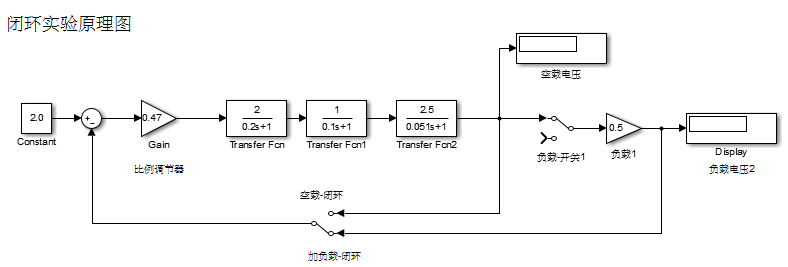 闭环实验原理图
空载电压
2.0
Constant
+
-
0.47
Gain
比例调节器
2
0.2s+1
Transfer Fcn
1
0.1s+1
Transfer Fcn1
2.5
0.051s+1
Transfer Fcn2
负载-开关1
0.5
负载1
Display
负载电压2
空载-闭环
加负载-闭环